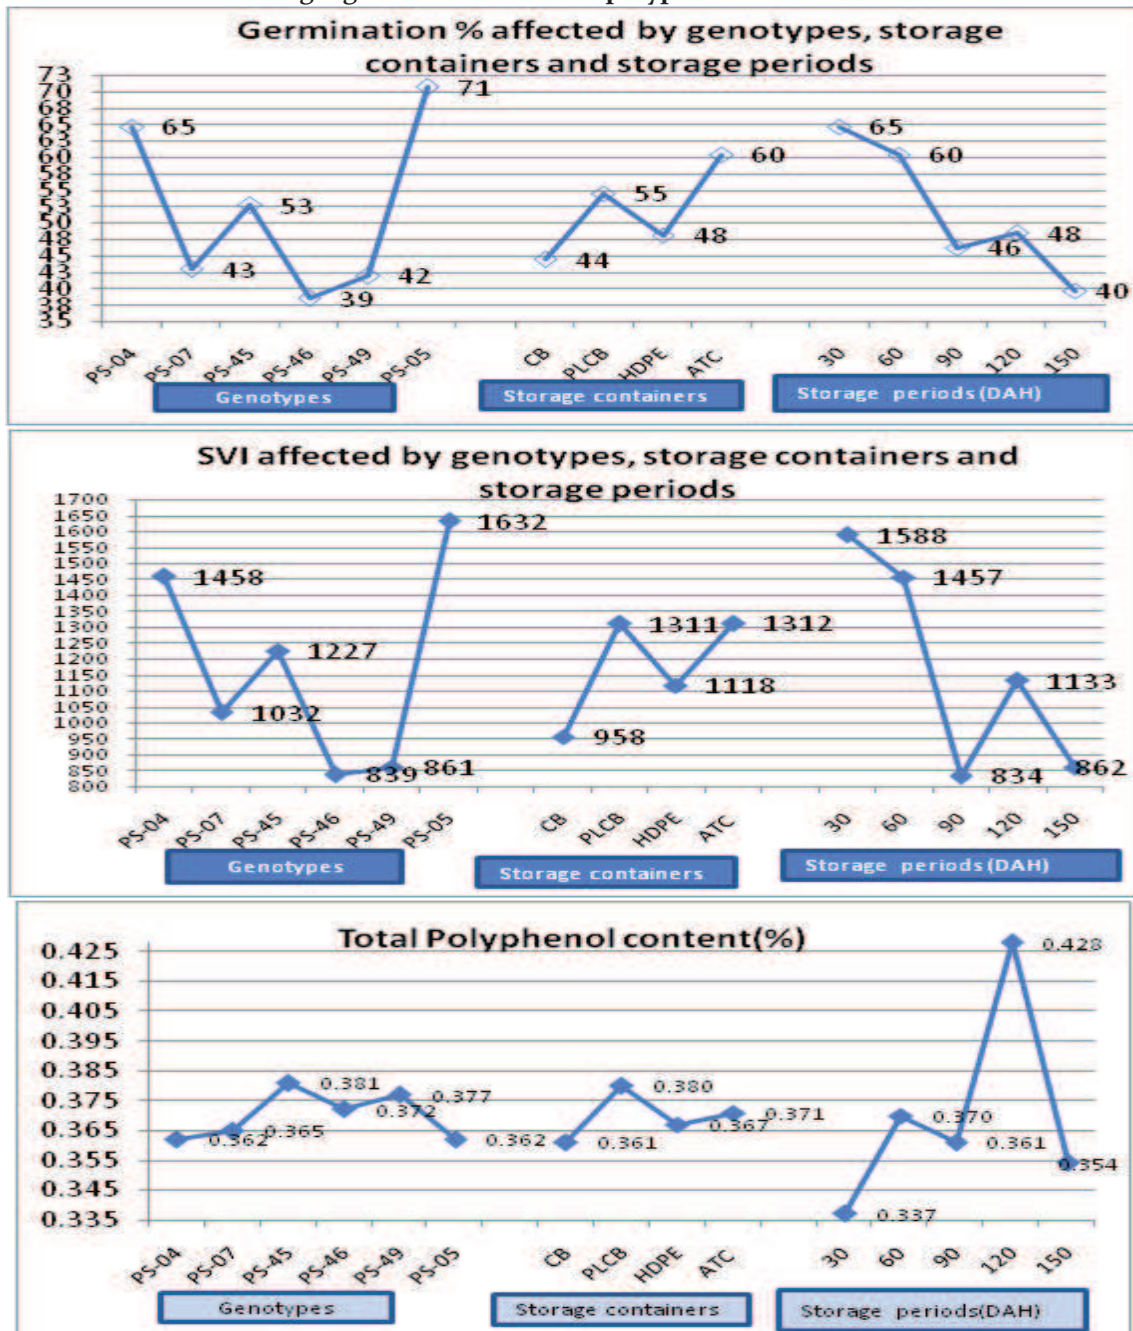 Germination % affected by genotypes, storage
containers and storage periods
73
70
68
65
63
60
58
55
53
50
48
45
43
40
38
35
65
43
53
39
42
71
44
55
48
60
65
60
46
48
40
PS-04
PS-07
PS-45
PS-46
PS-49
PS-05
CB
PLCB
HDPE
ATC
30
60
90
120
150
Genotypes
Storage containers
Storage periods(DAH)
SVI affected by genotypes, storage containers and
storage periods
1700
1650
1600
1550
1500
1450
1400
1350
1300
1250
1200
1150
1100
1050
1000
950
900
850
800
1458
1032
1227
839
861
1632
958
1311
1118
1312
1588
1457
834
1133
862
PS-04
PS-07
PS-45
PS-46
PS-49
PS-05
CB
PLCB
HDPE
ATC
30
60
90
120
150
Genotypes
Storage containers
Storage periods(DAH)
Total Polyphenol content(%)
0.425
0.415
0.405
0.395
0.385
0.375
0.365
0.355
0.345
0.335
0.362
0.365
0.381
0.372
0.377
0.362
0.361
0.380
0.367
0.371
0.337
0.370
0.361
0.428
0.354
PS-04
PS-07
PS-45
PS-46
PS-49
PS-05
CB
PLCB
HDPE
ATC
30
60
90
120
150
Genotypes
Storage containers
Storage periods(DAH)